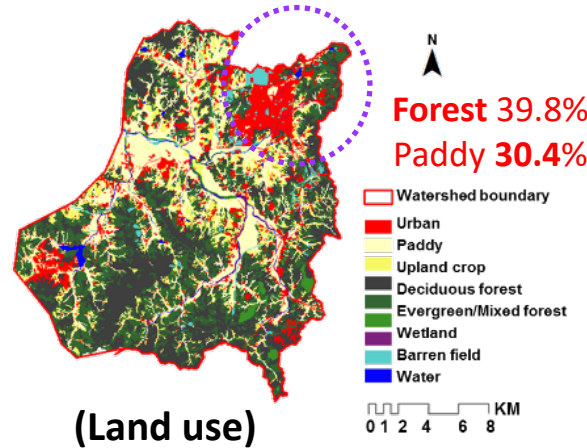 N
Forest 39.8%
Paddy 30.4%
Watershed boundary
Urban
Paddy
Upland crop
Deciduous forest
Evergreen/Mixed forest
Wetland
Barren field
Water
KM
0 1 2 4 6 8
(Land use)